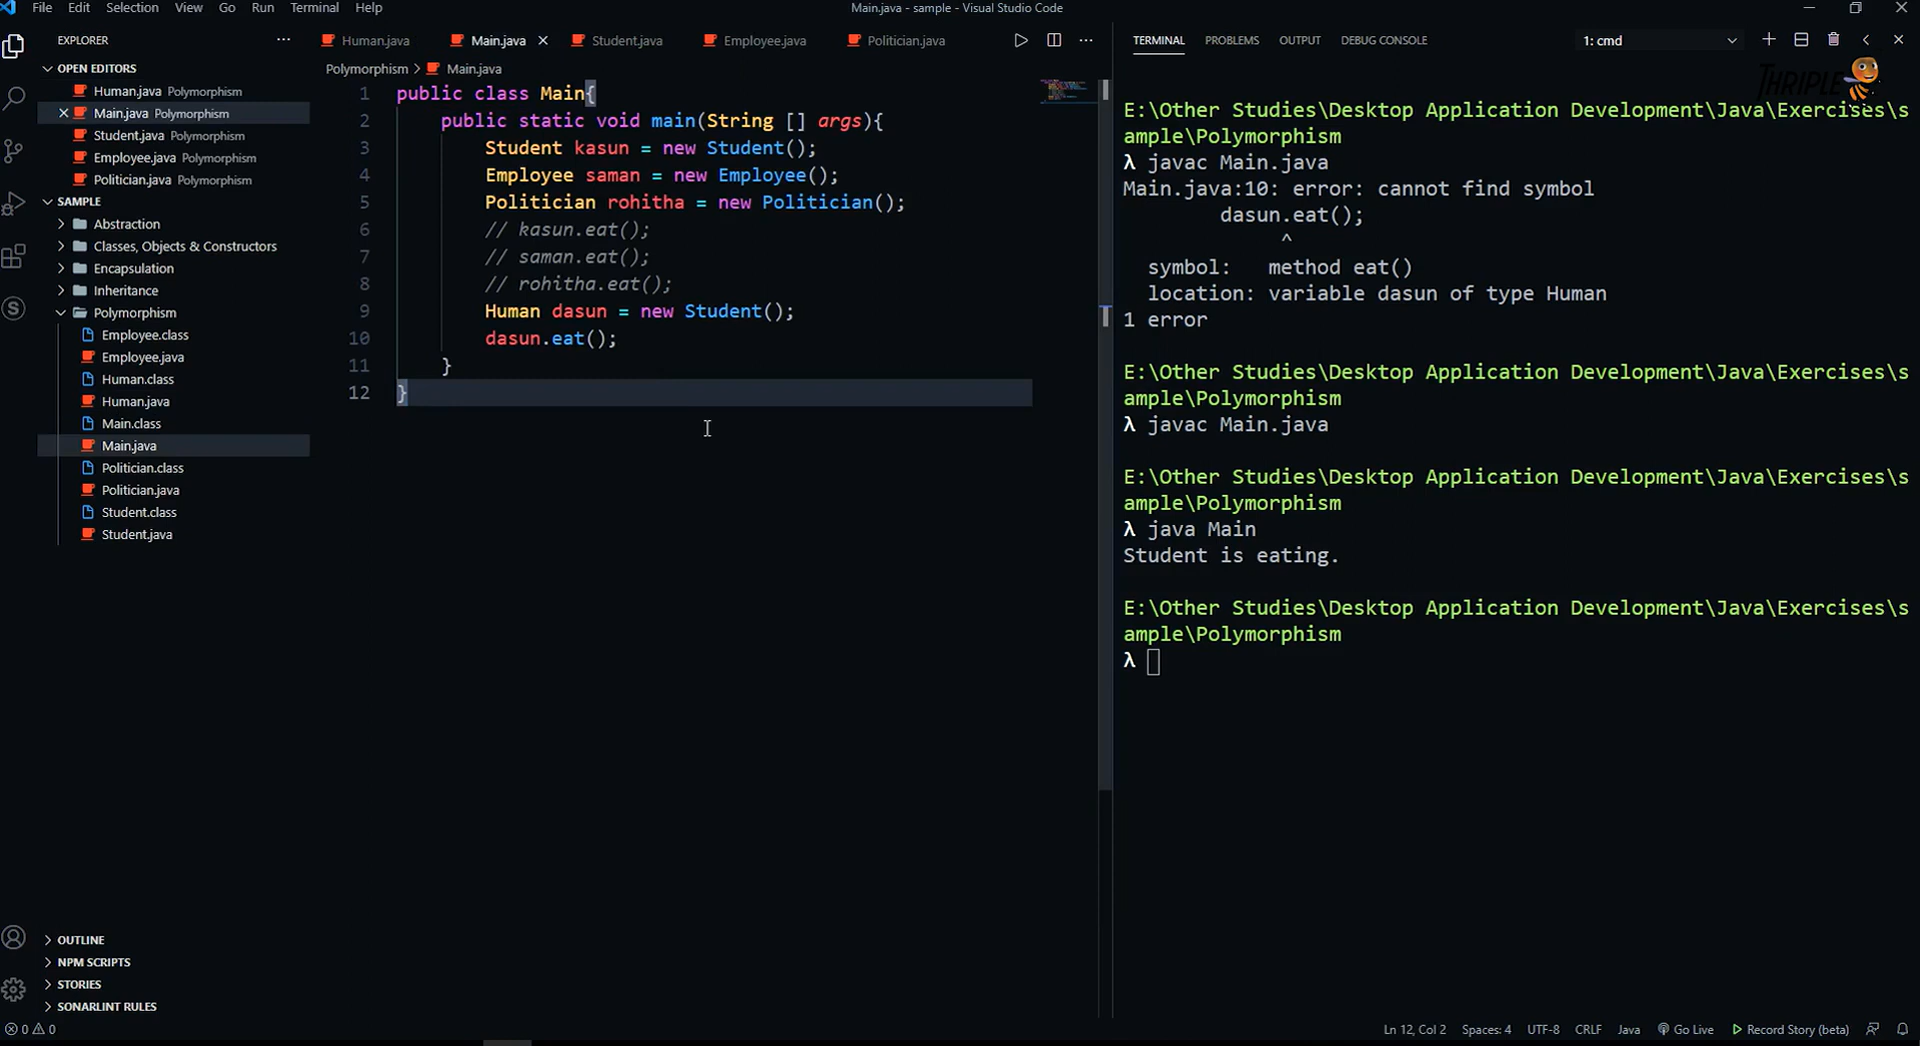 File Edit Selection View Go Run Terminal Help
Main.java - sample - Visual Studio Code
EXPLORER
OPEN EDITORS
Human.java Polymorphism
Main.java Polymorphism
Student.java Polymorphism
Employee.java Polymorphism
Politician.java Polymorphism
SAMPLE
Abstraction
Classes, Objects & Constructors
Encapsulation
Inheritance
Polymorphism
Employee.class
Employee.java
Human.class
Human.java
Main.class
Main.java
Politician.class
Politician.java
Student.class
Student.java
OUTLINE
NPM SCRIPTS
STORIES
SONARLINT RULES
Human.java Main.java Student.java Employee.java Politician.java
Polymorphism > Main.java
1 public class Main{
2 public static void main(String [] args){
3 Student kasun = new Student();
4 Employee saman = new Employee();
5 Politician rohitha = new Politician();
6 // kasun.eat();
7 // saman.eat();
8 // rohitha.eat();
9 Human dasun = new Student();
10 dasun.eat();
11 }
12 }
TERMINAL PROBLEMS OUTPUT DEBUG CONSOLE 1: cmd
THRIPLE
E:\Other Studies\Desktop Application Development\Java\Exercises\s
ample\Polymorphism
λ javac Main.java
Main.java:10: error: cannot find symbol
dasun.eat();
^
symbol: method eat()
location: variable dasun of type Human
1 error
E:\Other Studies\Desktop Application Development\Java\Exercises\s
ample\Polymorphism
λ javac Main.java
E:\Other Studies\Desktop Application Development\Java\Exercises\s
ample\Polymorphism
λ java Main
Student is eating.
E:\Other Studies\Desktop Application Development\Java\Exercises\s
ample\Polymorphism
λ
0 0
Ln 12, Col 2 Spaces: 4 UTF-8 CRLF Java Go Live Record Story (beta)